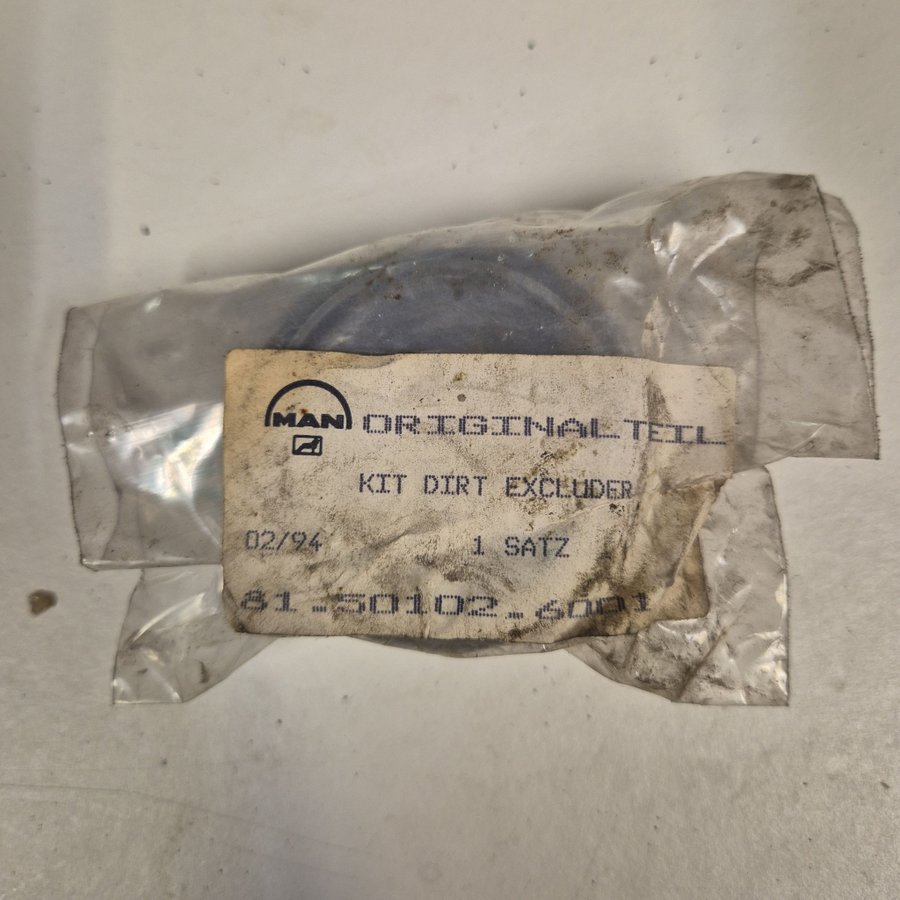 MAN ORIGINALTEIL
KIT DIRT EXCLUDER
02/94 1 SATZ
81.50102.6001